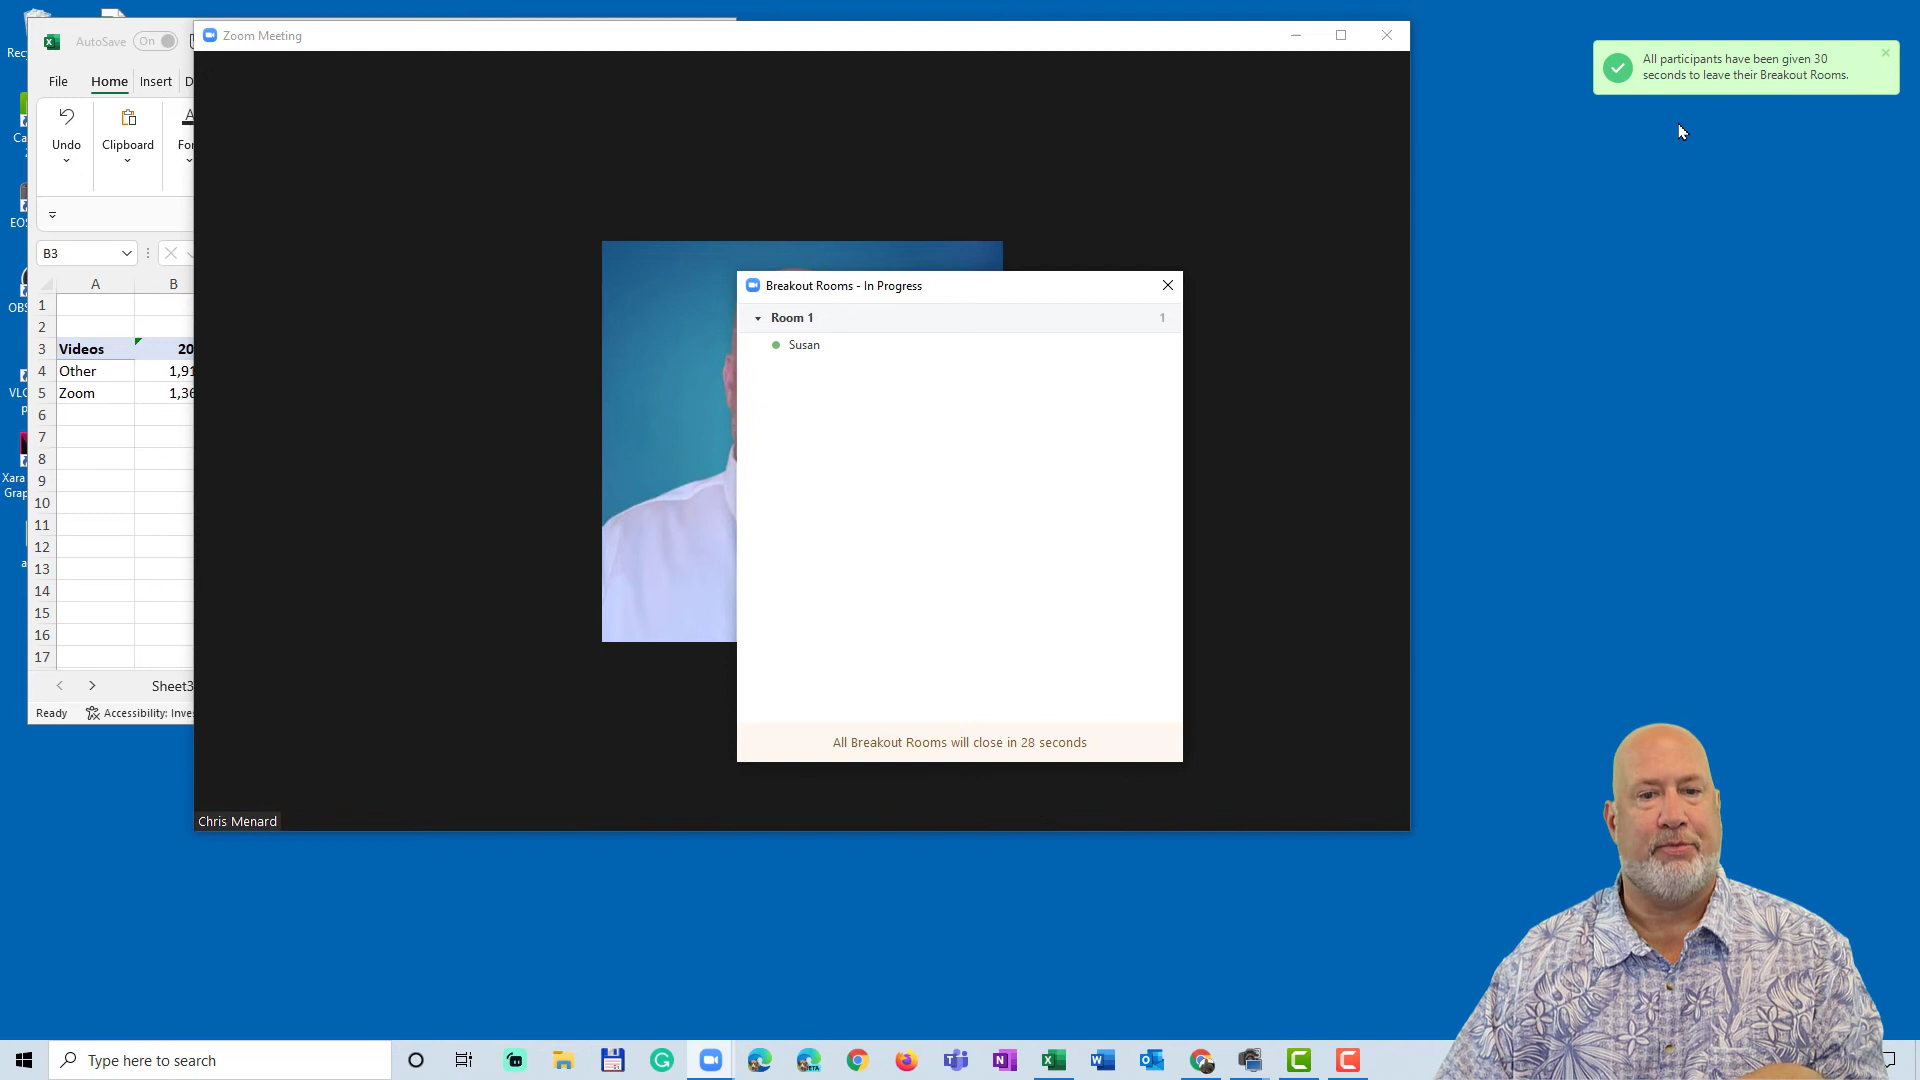 Zoom Meeting
AutoSave On
File Home Insert
Undo
Clipboard
B3
A B
1
2
3 Videos
4 Other
5 Zoom
6
7
8
9
10
11
12
13
14
15
16
17
Sheet3
Ready Accessibility:
Chris Menard
Breakout Rooms - In Progress
Room 1 1
Susan
All Breakout Rooms will close in 28 seconds
All participants have been given 30
seconds to leave their Breakout Rooms.
Type here to search